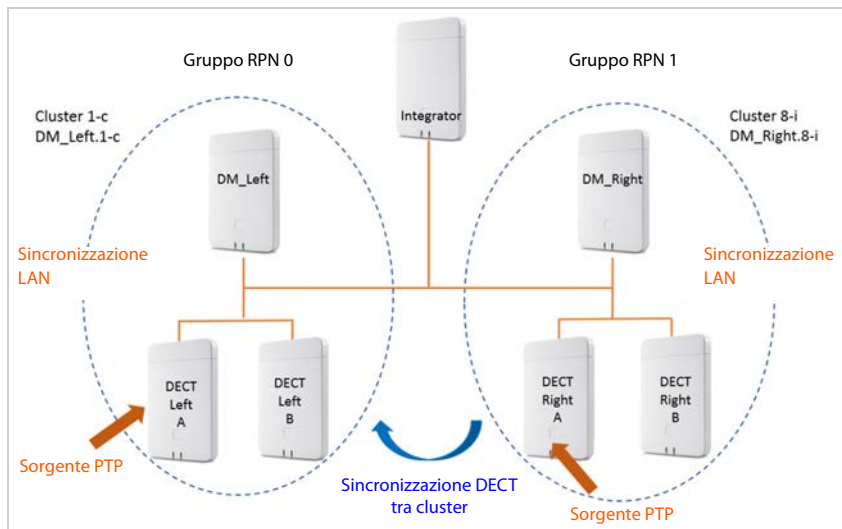 Gruppo RPN 0
Gruppo RPN 1
Integrator
Cluster 1-c
DM_Left.1-c
Cluster 8-i
DM_Right.8-i
DM_Left
DM_Right
Sincronizzazione
LAN
Sincronizzazione
LAN
DECT
Left
A
DECT
Left
B
DECT
Right
A
DECT
Right
B
Sorgente PTP
Sincronizzazione DECT
tra cluster
Sorgente PTP